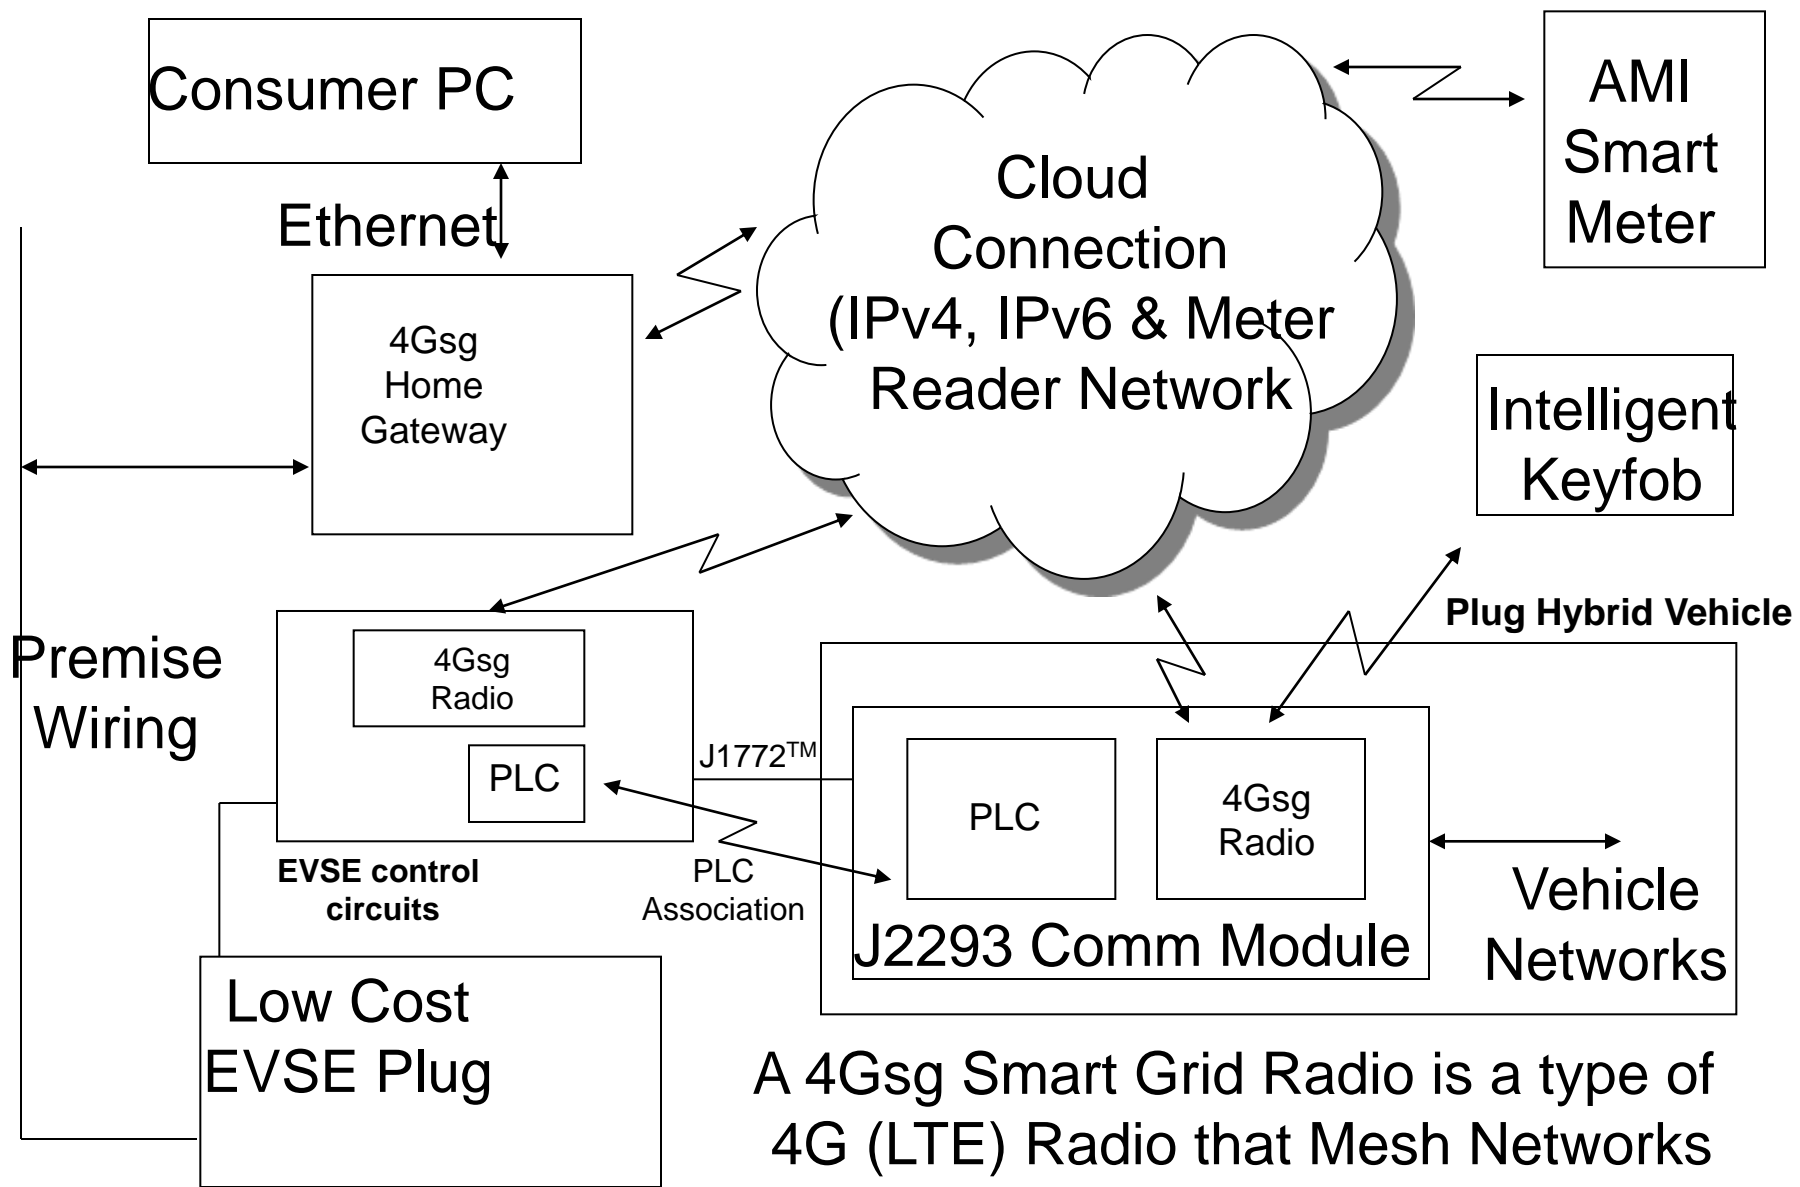 Consumer PC
Ethernet
4Gsg
Home
Gateway
Cloud
Connection
(IPv4, IPv6 & Meter
Reader Network
AMI
Smart
Meter
Intelligent
Keyfob
Plug Hybrid Vehicle
Premise
Wiring
4Gsg
Radio
PLC
J1772™
EVSE control
circuits
PLC
Association
PLC
4Gsg
Radio
J2293 Comm Module
Vehicle
Networks
Low Cost
EVSE Plug
A 4Gsg Smart Grid Radio is a type of
4G (LTE) Radio that Mesh Networks